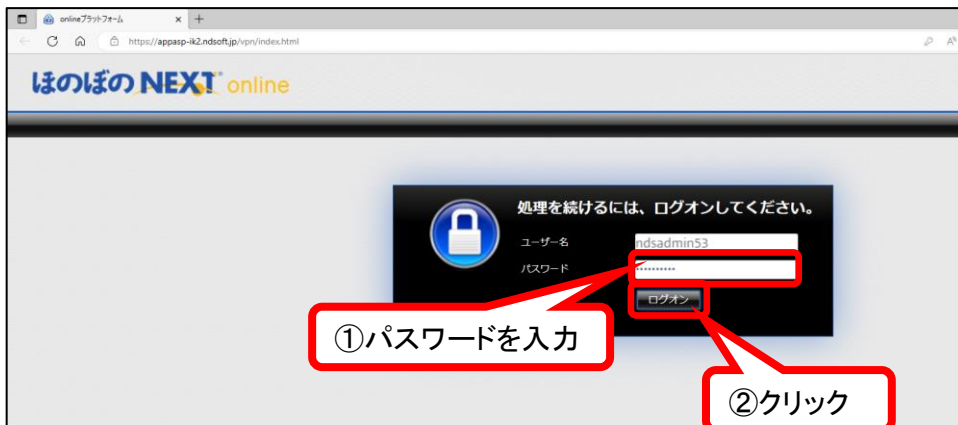 onlineプラットフォーム
https://appasp-ik2.ndsoft.jp/vpn/index.html
ほのぼの NEXT online
処理を続けるには、ログオンしてください。
ユーザー名 ndsadmin53
パスワード ••••••••••
ログオン
①パスワードを入力
②クリック